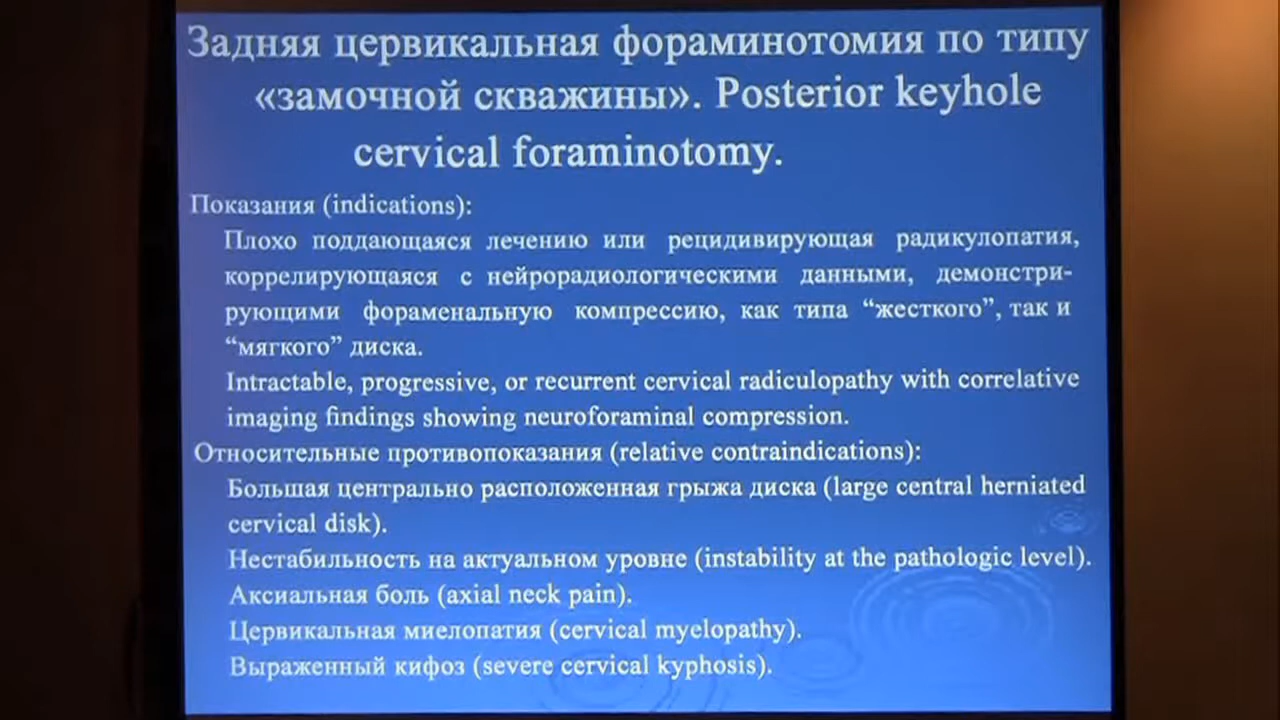 Задняя цервикальная фораминотомия по типу
«замочной скважины». Posterior keyhole
cervical foraminotomy.
Показания (indications):
Плохо поддающаяся лечению или рецидивирующая радикулопатия,
коррелирующаяся с нейрорадиологическими данными, демонстри-
рующими фораменальную компрессию, как типа “жесткого”, так и
“мягкого” диска.
Intractable, progressive, or recurrent cervical radiculopathy with correlative
imaging findings showing neuroforaminal compression.
Относительные противопоказания (relative contraindications):
Большая центрально расположенная грыжа диска (large central herniated
cervical disk).
Нестабильность на актуальном уровне (instability at the pathologic level).
Аксиальная боль (axial neck pain).
Цервикальная миелопатия (cervical myelopathy).
Выраженный кифоз (severe cervical kyphosis).